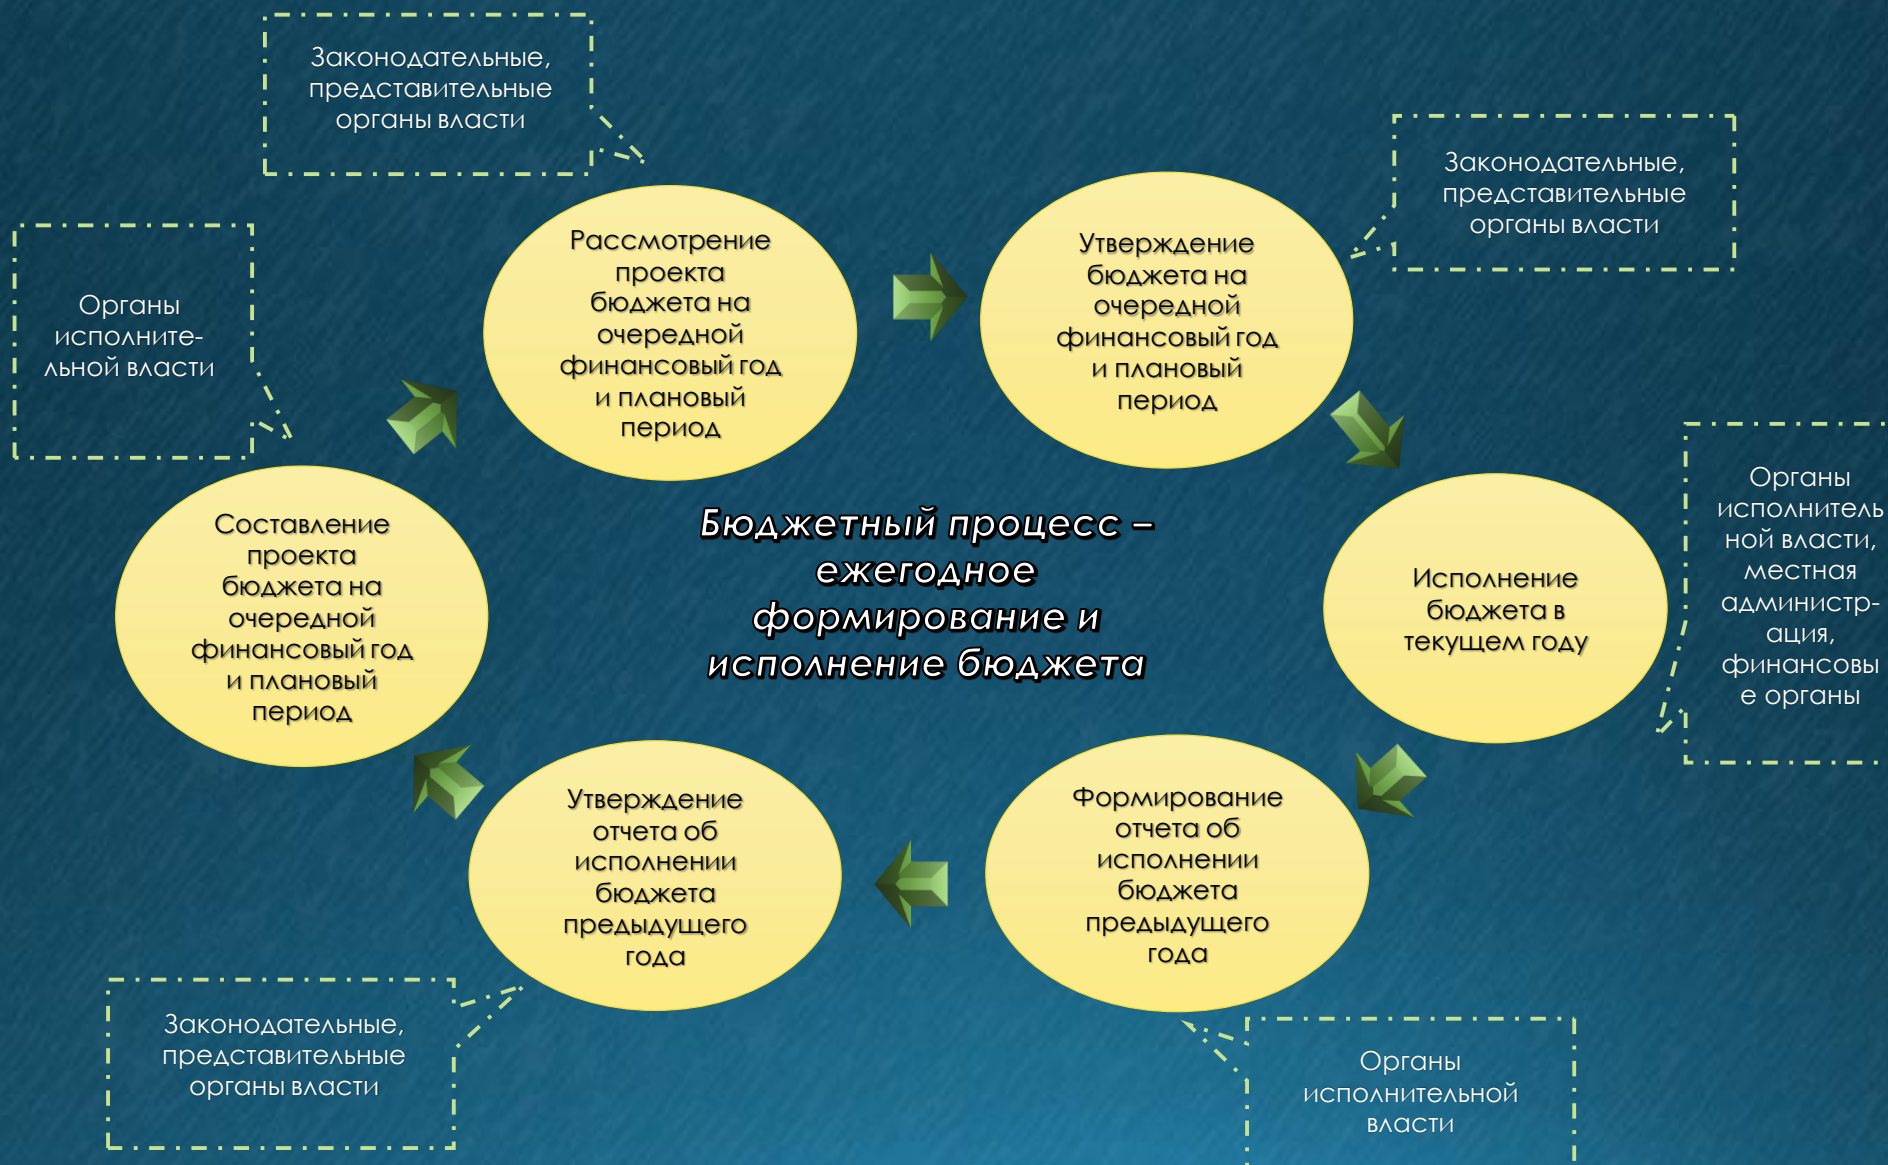 Законодательные,
представительные
органы власти
Законодательные,
представительные
органы власти
Органы
исполните-
льной власти
Рассмотрение
проекта
бюджета на
очередной
финансовый год
и плановый
период
Утверждение
бюджета на
очередной
финансовый год
и плановый
период
Органы
исполнитель
ной власти,
местная
администр-
ация,
финансовы
е органы
Составление
проекта
бюджета на
очередной
финансовый год
и плановый
период
Бюджетный процесс –
ежегодное
формирование и
исполнение бюджета
Исполнение
бюджета в
текущем году
Утверждение
отчета об
исполнении
бюджета
предыдущего
года
Формирование
отчета об
исполнении
бюджета
предыдущего
года
Законодательные,
представительные
органы власти
Органы
исполнительной
власти